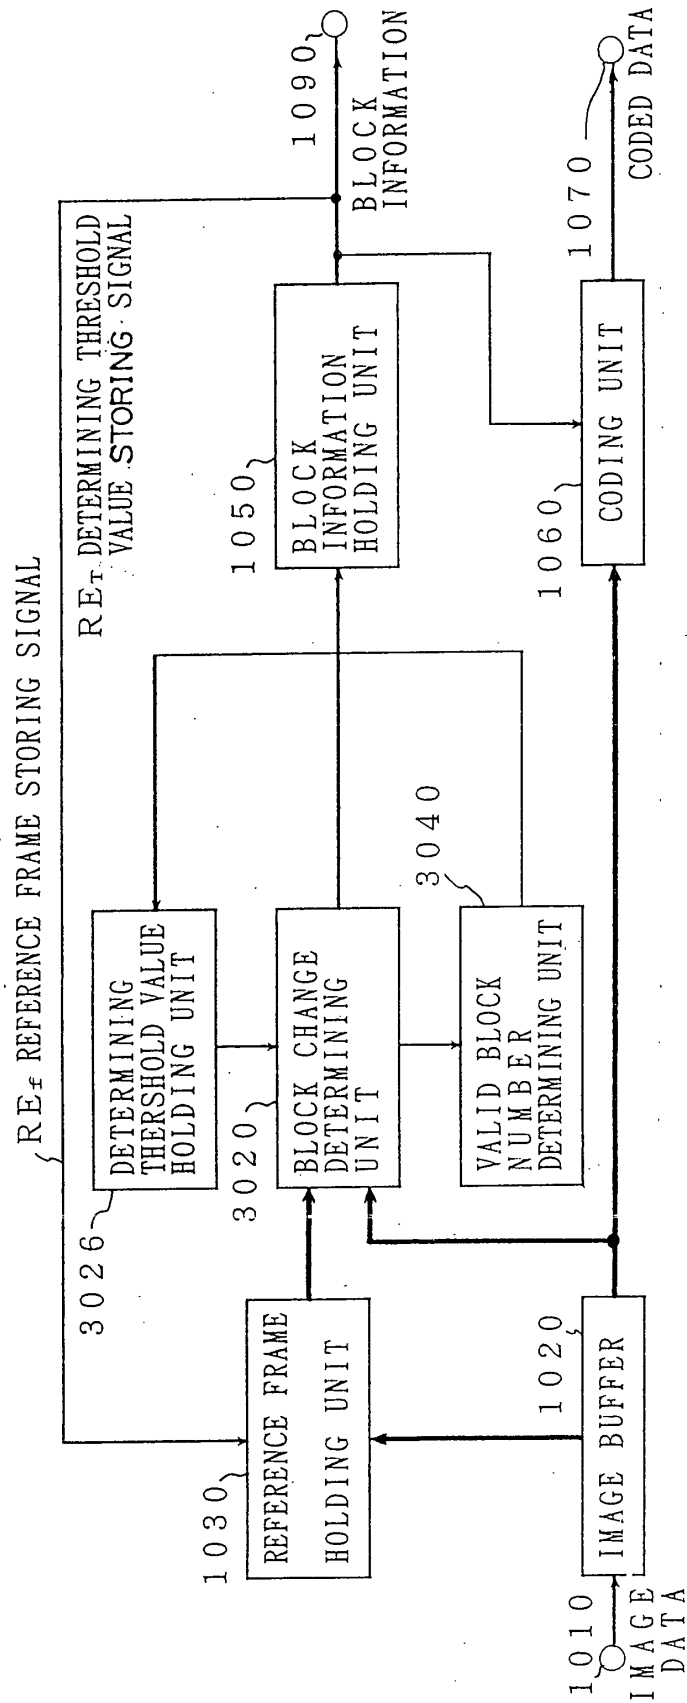 REf REFERENCE FRAME STORING SIGNAL
RET DETERMINING THRESHOLD
VALUE STORING SIGNAL
3026
DETERMINING
THERSHOLD VALUE
HOLDING UNIT
1030
REFERENCE FRAME
HOLDING UNIT
3020
BLOCK CHANGE
DETERMINING
UNIT
1050
BLOCK
INFORMATION
HOLDING UNIT
1090
BLOCK
INFORMATION
3040
VALID BLOCK
NUMBER
DETERMINING UNIT
1010
IMAGE
DATA
1020
IMAGE BUFFER
1060
CODING UNIT
1070
CODED DATA